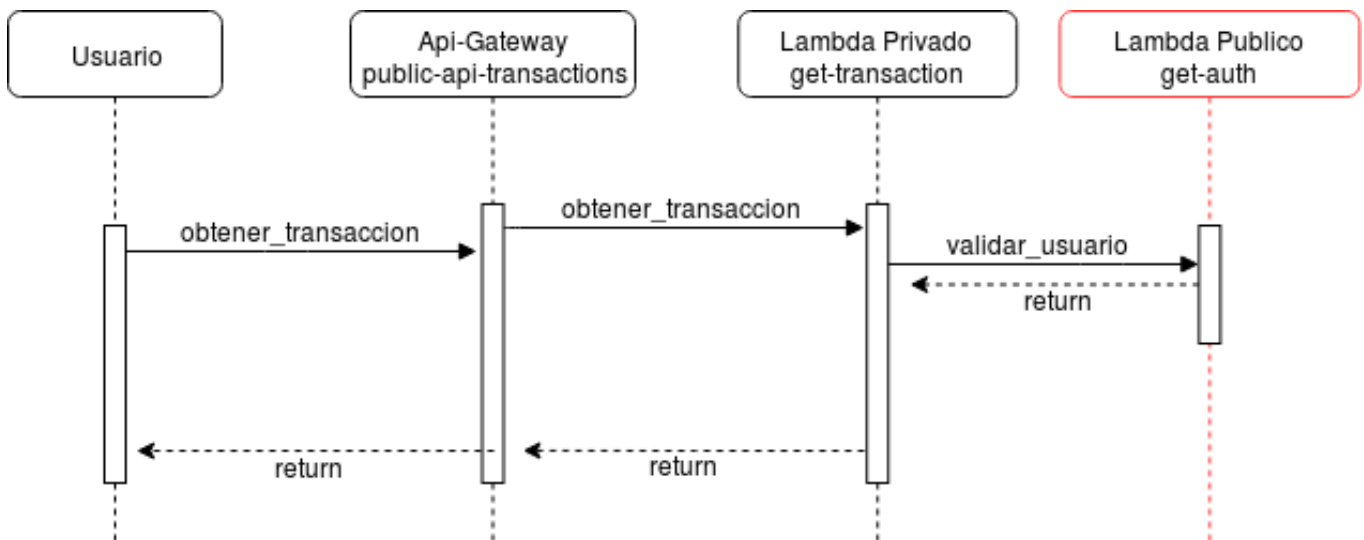 Usuario
Api-Gateway
public-api-transactions
Lambda Privado
get-transaction
Lambda Publico
get-auth
obtener_transaccion
obtener_transaccion
validar_usuario
return
return
return